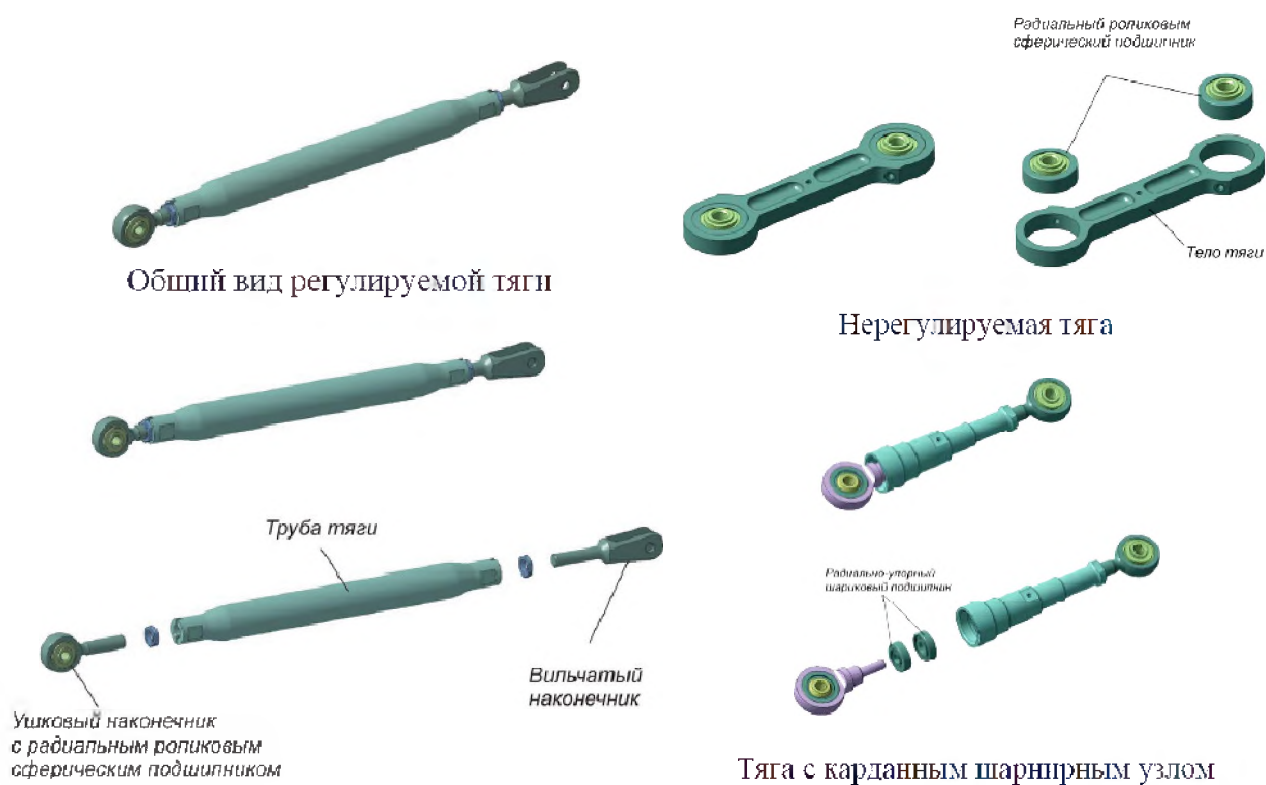 Радиальный роликовым
сферический подшипник
Тело тяги
Общий вид регулируемой тяги
Нерегулируемая тяга
Труба тяги
Вильчатый
наконечник
Ушковый наконечник
с радиальным роликовым
сферическим подшипником
Радиально-упорный
шариковый подшипник
Тяга с карданным шарнирным узлом